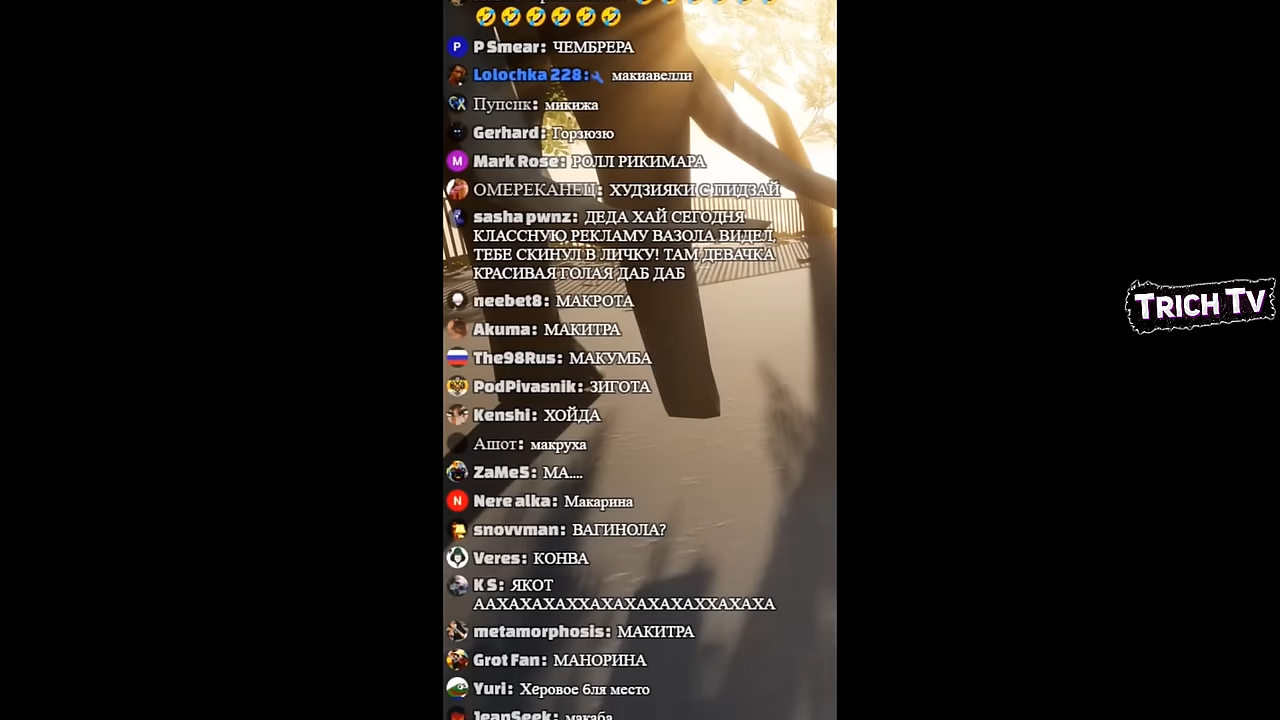 P Smear: ЧЕМБРЕРА
Lolochka 228: макиавелли
Пупсик: микижа
Gerhard: Горзюзю
M
Mark Rose: РОЛЛ РИКИМАРА
ОМЕРЕКАНЕЦ: ХУДЗИЯКИ С ПИДЗАЙ
sasha pwnz: ДЕДА ХАЙ СЕГОДНЯ
КЛАССНУЮ РЕКЛАМУ ВАЗОЛА ВИДЕЛ,
ТЕБЕ СКИНУЛ В ЛИЧКУ! ТАМ ДЕВАЧКА
КРАСИВАЯ ГОЛАЯ ДАБ ДАБ
neebet8: МАКРОТА
Akuma: МАКИТРА
The98Rus: МАКУМБА
PodPivasnik: ЗИГОТА
Kenshi: ХОЙДА
Ашот: макруха
ZaMeS: МА....
N
Nere alka: Макарина
snovvman: ВАГИНОЛА?
Veres: КОНВА
K S: ЯКОТ
ААХАХАХАХХАХАХАХАХАХХАХАХА
metamorphosis: МАКИТРА
Grot Fan: МАНОРИНА
Yuri: Херовое бля место
JeanSeek: макаба
TRICH TV